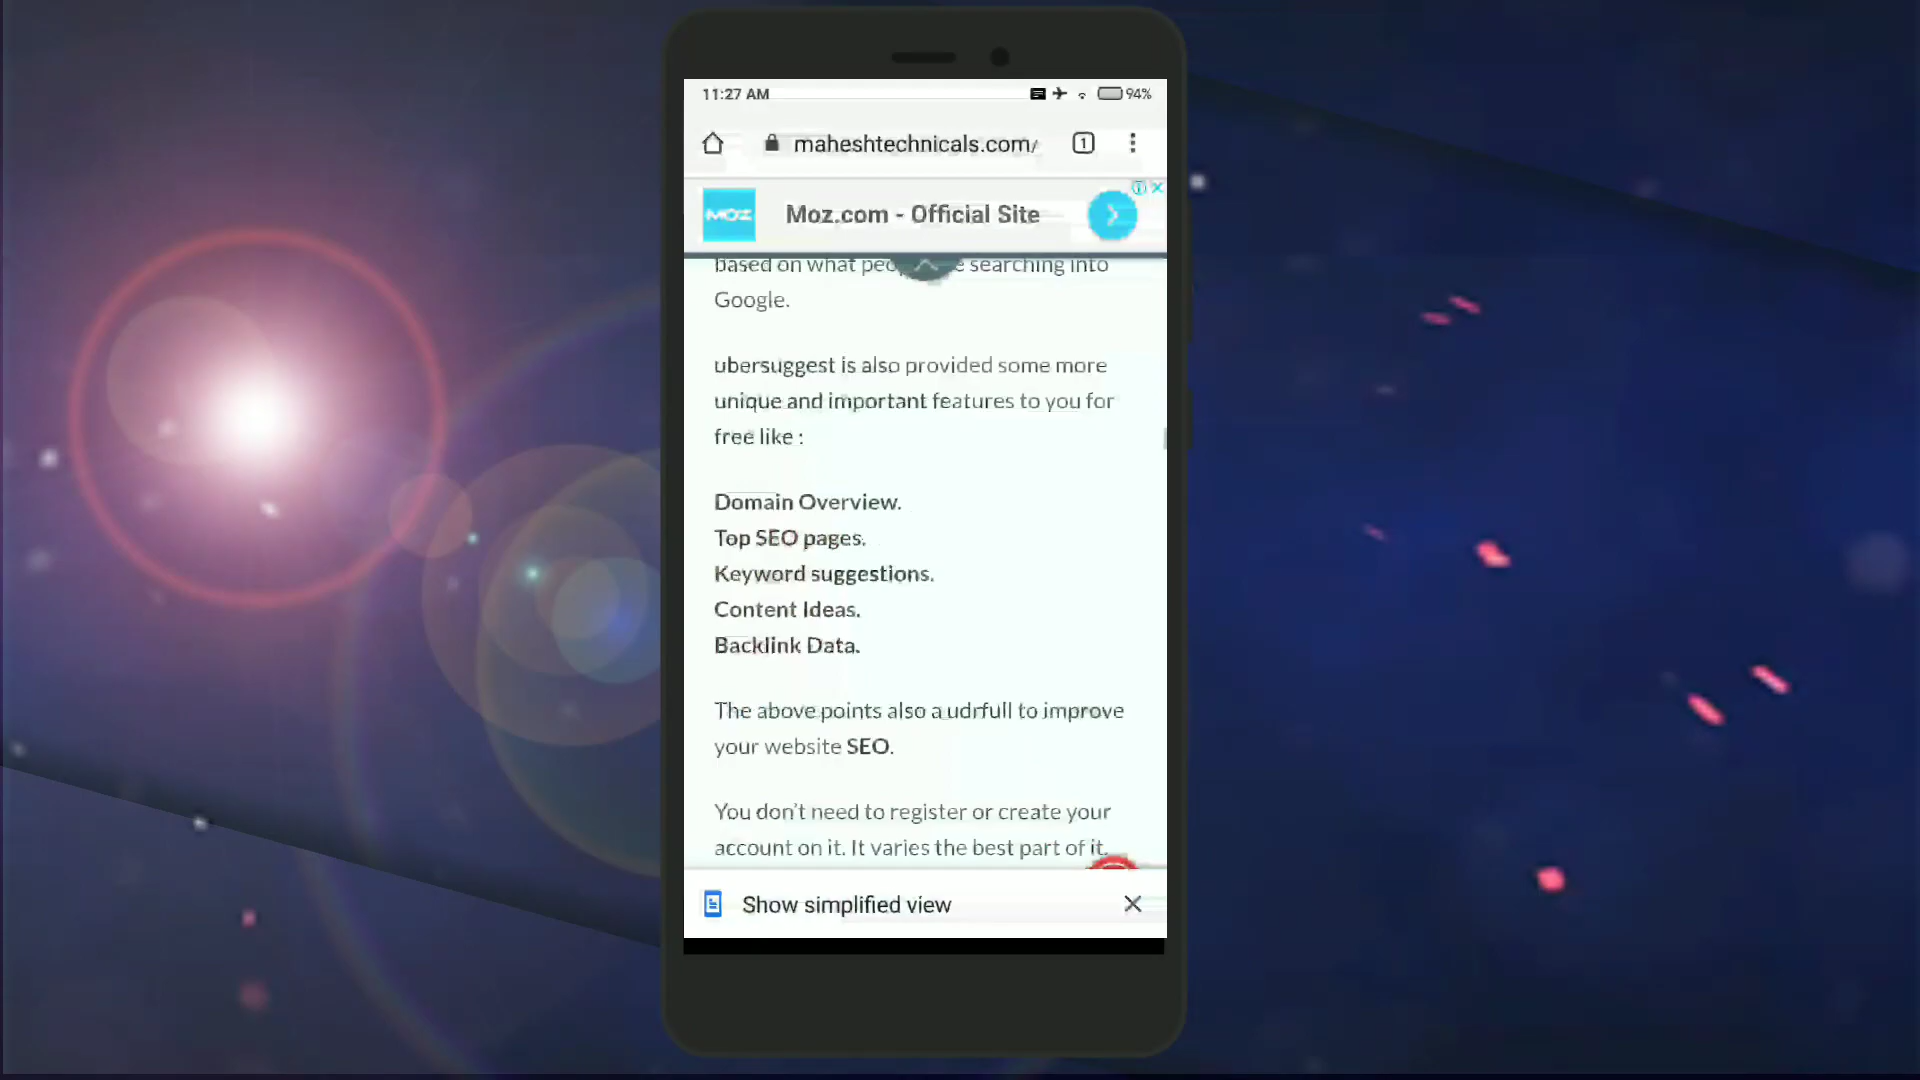 11:27 AM
94%
maheshtechnicals.com/
1
MOZ
Moz.com - Official Site
based on what searching into
Google.
ubersuggest is also provided some more
unique and important features to you for
free like :
Domain Overview.
Top SEO pages.
Keyword suggestions.
Content Ideas.
Backlink Data.
The above points also a udrfull to improve
your website SEO.
You don't need to register or create your
account on it. It varies the best part of it.
Show simplified view